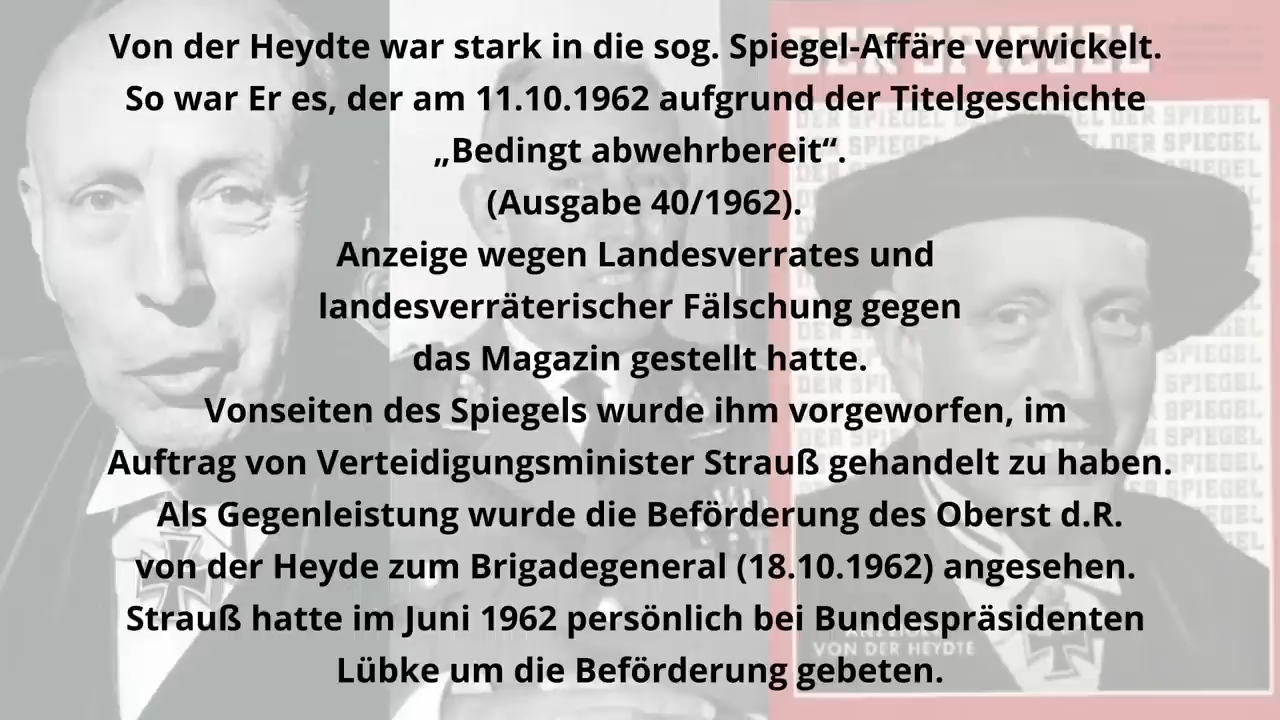 Von der Heydte war stark in die sog. Spiegel-Affäre verwickelt.
So war Er es, der am 11.10.1962 aufgrund der Titelgeschichte
„Bedingt abwehrbereit“.
(Ausgabe 40/1962).
Anzeige wegen Landesverrates und
landesverräterischer Fälschung gegen
das Magazin gestellt hatte.
Vonseiten des Spiegels wurde ihm vorgeworfen, im
Auftrag von Verteidigungsminister Strauß gehandelt zu haben.
Als Gegenleistung wurde die Beförderung des Oberst d.R.
von der Heyde zum Brigadegeneral (18.10.1962) angesehen.
Strauß hatte im Juni 1962 persönlich bei Bundespräsidenten
Lübke um die Beförderung gebeten.
DER SPIEGEL
VON DER HEYDTE